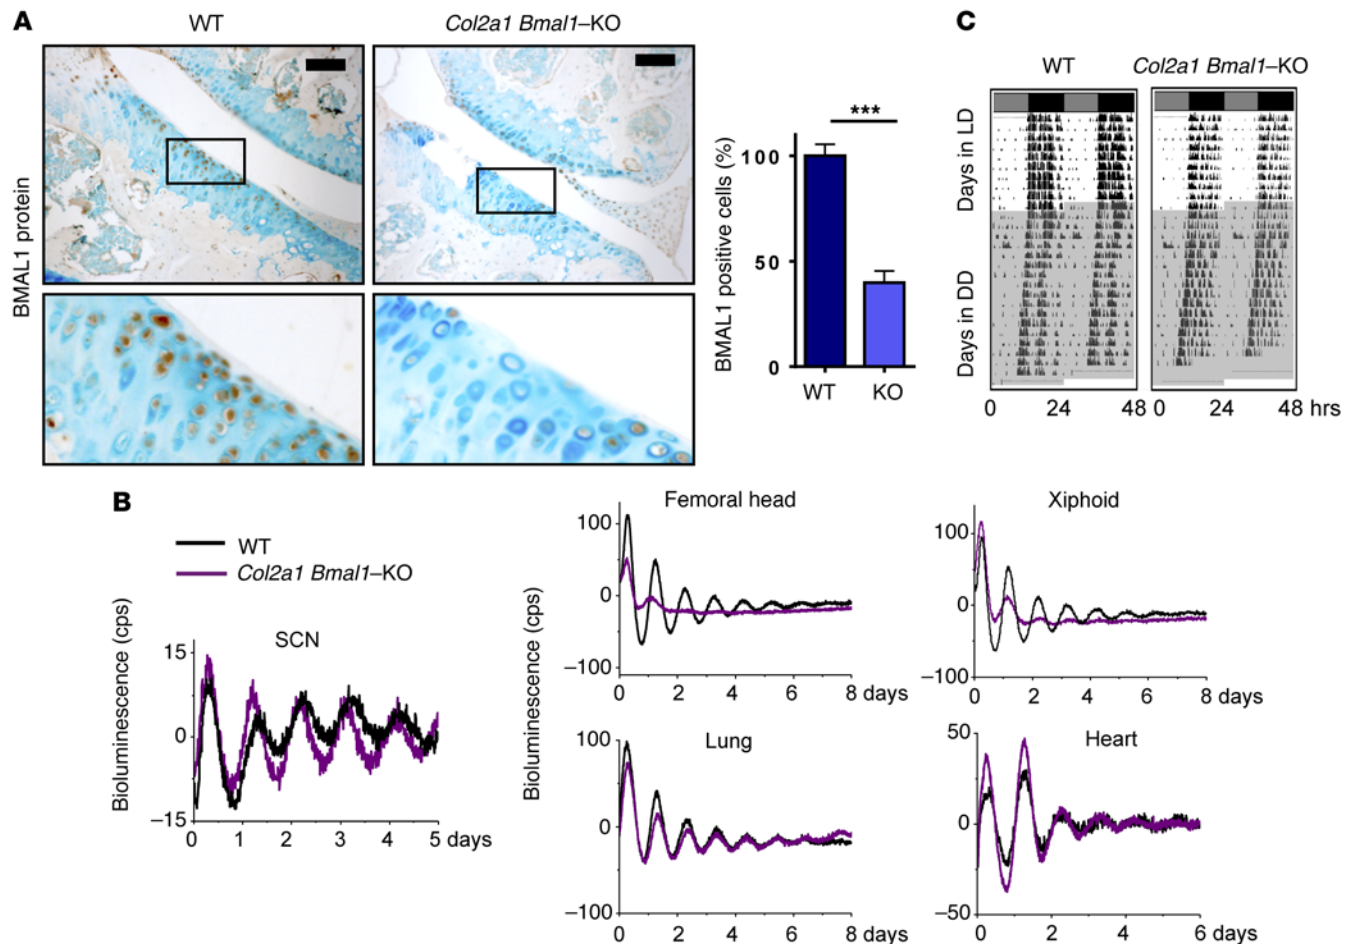 A
WT
Col2a1 Bmal1–KO
BMAL1 protein
BMAL1 positive cells (%)
***
100
50
0
WT
KO
C
WT
Col2a1 Bmal1–KO
Days in LD
Days in DD
0
24
48
0
24
48 hrs
B
WT
Col2a1 Bmal1–KO
Bioluminescence (cps)
SCN
15
0
–15
0
1
2
3
4
5 days
Bioluminescence (cps)
Femoral head
100
0
–100
0
2
4
6
8 days
Xiphoid
100
0
–100
0
2
4
6
8 days
Lung
100
0
–100
0
2
4
6
8 days
Heart
50
0
–50
0
2
4
6 days